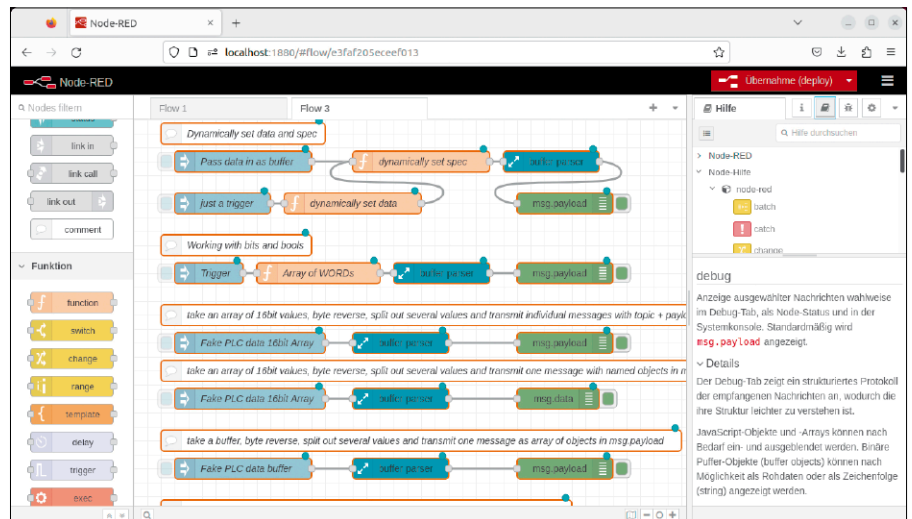 Node-RED
localhost:1880/#flow/e3faf205eceef013
Node-RED
Übernahme (deploy)
Nodes filtern
link in
link call
link out
comment
Funktion
function
switch
change
range
template
delay
trigger
exec
Flow 1
Flow 3
Dynamically set data and spec
Pass data in as buffer
dynamically set spec
buffer parser
just a trigger
dynamically set data
msg.payload
Working with bits and bools
Trigger
Array of WORDs
buffer parser
msg.payload
take an array of 16bit values, byte reverse, split out several values and transmit individual messages with topic + payl
Fake PLC data 16bit Array
buffer parser
msg.payload
take an array of 16bit values, byte reverse, split out several values and transmit one message with named objects in m
Fake PLC data 16bit Array
buffer parser
msg.data
take a buffer, byte reverse, split out several values and transmit one message as array of objects in msg.payload
Fake PLC data buffer
buffer parser
msg.payload
Hilfe
Hilfe durchsuchen
Node-RED
Node-Hilfe
node-red
batch
catch
change
debug
Anzeige ausgewählter Nachrichten wahlweise
im Debug-Tab, als Node-Status und in der
Systemkonsole. Standardmäßig wird
msg.payload angezeigt.
Details
Der Debug-Tab zeigt ein strukturiertes Protokoll
der empfangenen Nachrichten an, wodurch die
ihre Struktur leichter zu verstehen ist.
JavaScript-Objekte und -Arrays können nach
Bedarf ein- und ausgeblendet werden. Binäre
Puffer-Objekte (buffer objects) können nach
Möglichkeit als Rohdaten oder als Zeichenfolge
(string) angezeigt werden.